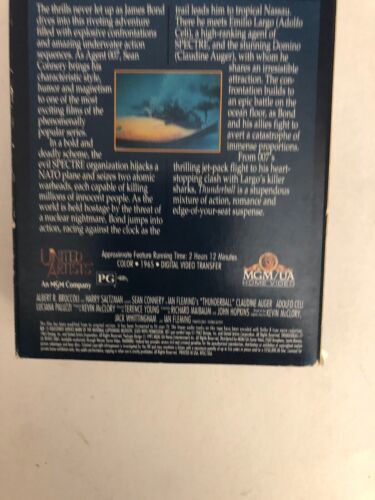 The thrills never let up as James Bond
dives into this riveting adventure
filled with explosive confrontations
and amazing underwater action
sequences. As Agent 007, Sean
Connery brings his
characteristic style,
humor and magnetism
to one of the most
exciting films of the
phenomenally
popular series.
In a bold and
deadly scheme, the
evil SPECTRE organization hijacks a
NATO plane and seizes two atomic
warheads, each capable of killing
millions of innocent people. As the
world is held hostage by the threat of
a nuclear nightmare, Bond jumps into
action, racing against the clock as the
trail leads him to tropical Nassau.
There he meets Emilio Largo (Adolfo
Celi), a high-ranking agent of
SPECTRE, and the stunning Domino
(Claudine Auger), with whom he
shares an irresistible
attraction. The con-
frontation builds to
an epic battle on the
ocean floor, as Bond
and his allies fight to
avert a catastrophe of
immense proportions.
From 007's
thrilling jet-pack flight to his heart-
stopping clash with Largo's killer
sharks, Thunderball is a stupendous
mixture of action, romance and
edge-of-your-seat suspense.
UNITED
ARTISTS
An MGM Company
Approximate Feature Running Time: 2 Hours 12 Minutes
COLOR • 1965 • DIGITAL VIDEO TRANSFER
PG
MGM/UA
HOME VIDEO
ALBERT R. BROCCOLI HARRY SALTZMAN SEAN CONNERY IAN FLEMING'S "THUNDERBALL" CLAUDINE AUGER ADOLFO CELI
LUCIANA PALUZZI KEVIN McCLORY TERENCE YOUNG RICHARD MAIBAUM JOHN HOPKINS KEVIN McCLORY,
JACK WHITTINGHAM IAN FLEMING